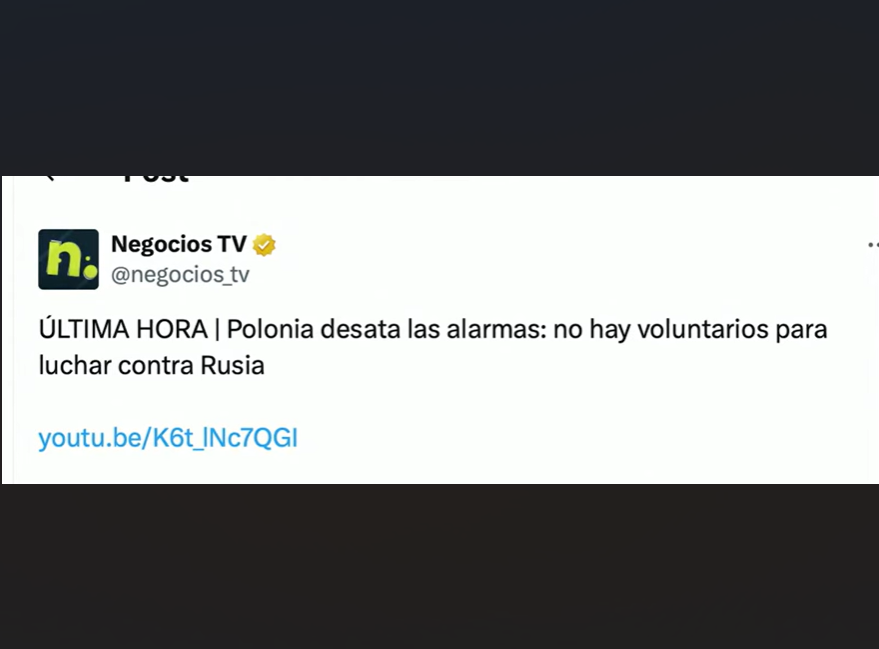 Post
n.
Negocios TV
@negocios_tv
ÚLTIMA HORA | Polonia desata las alarmas: no hay voluntarios para
luchar contra Rusia
youtu.be/K6t_lNc7QGI